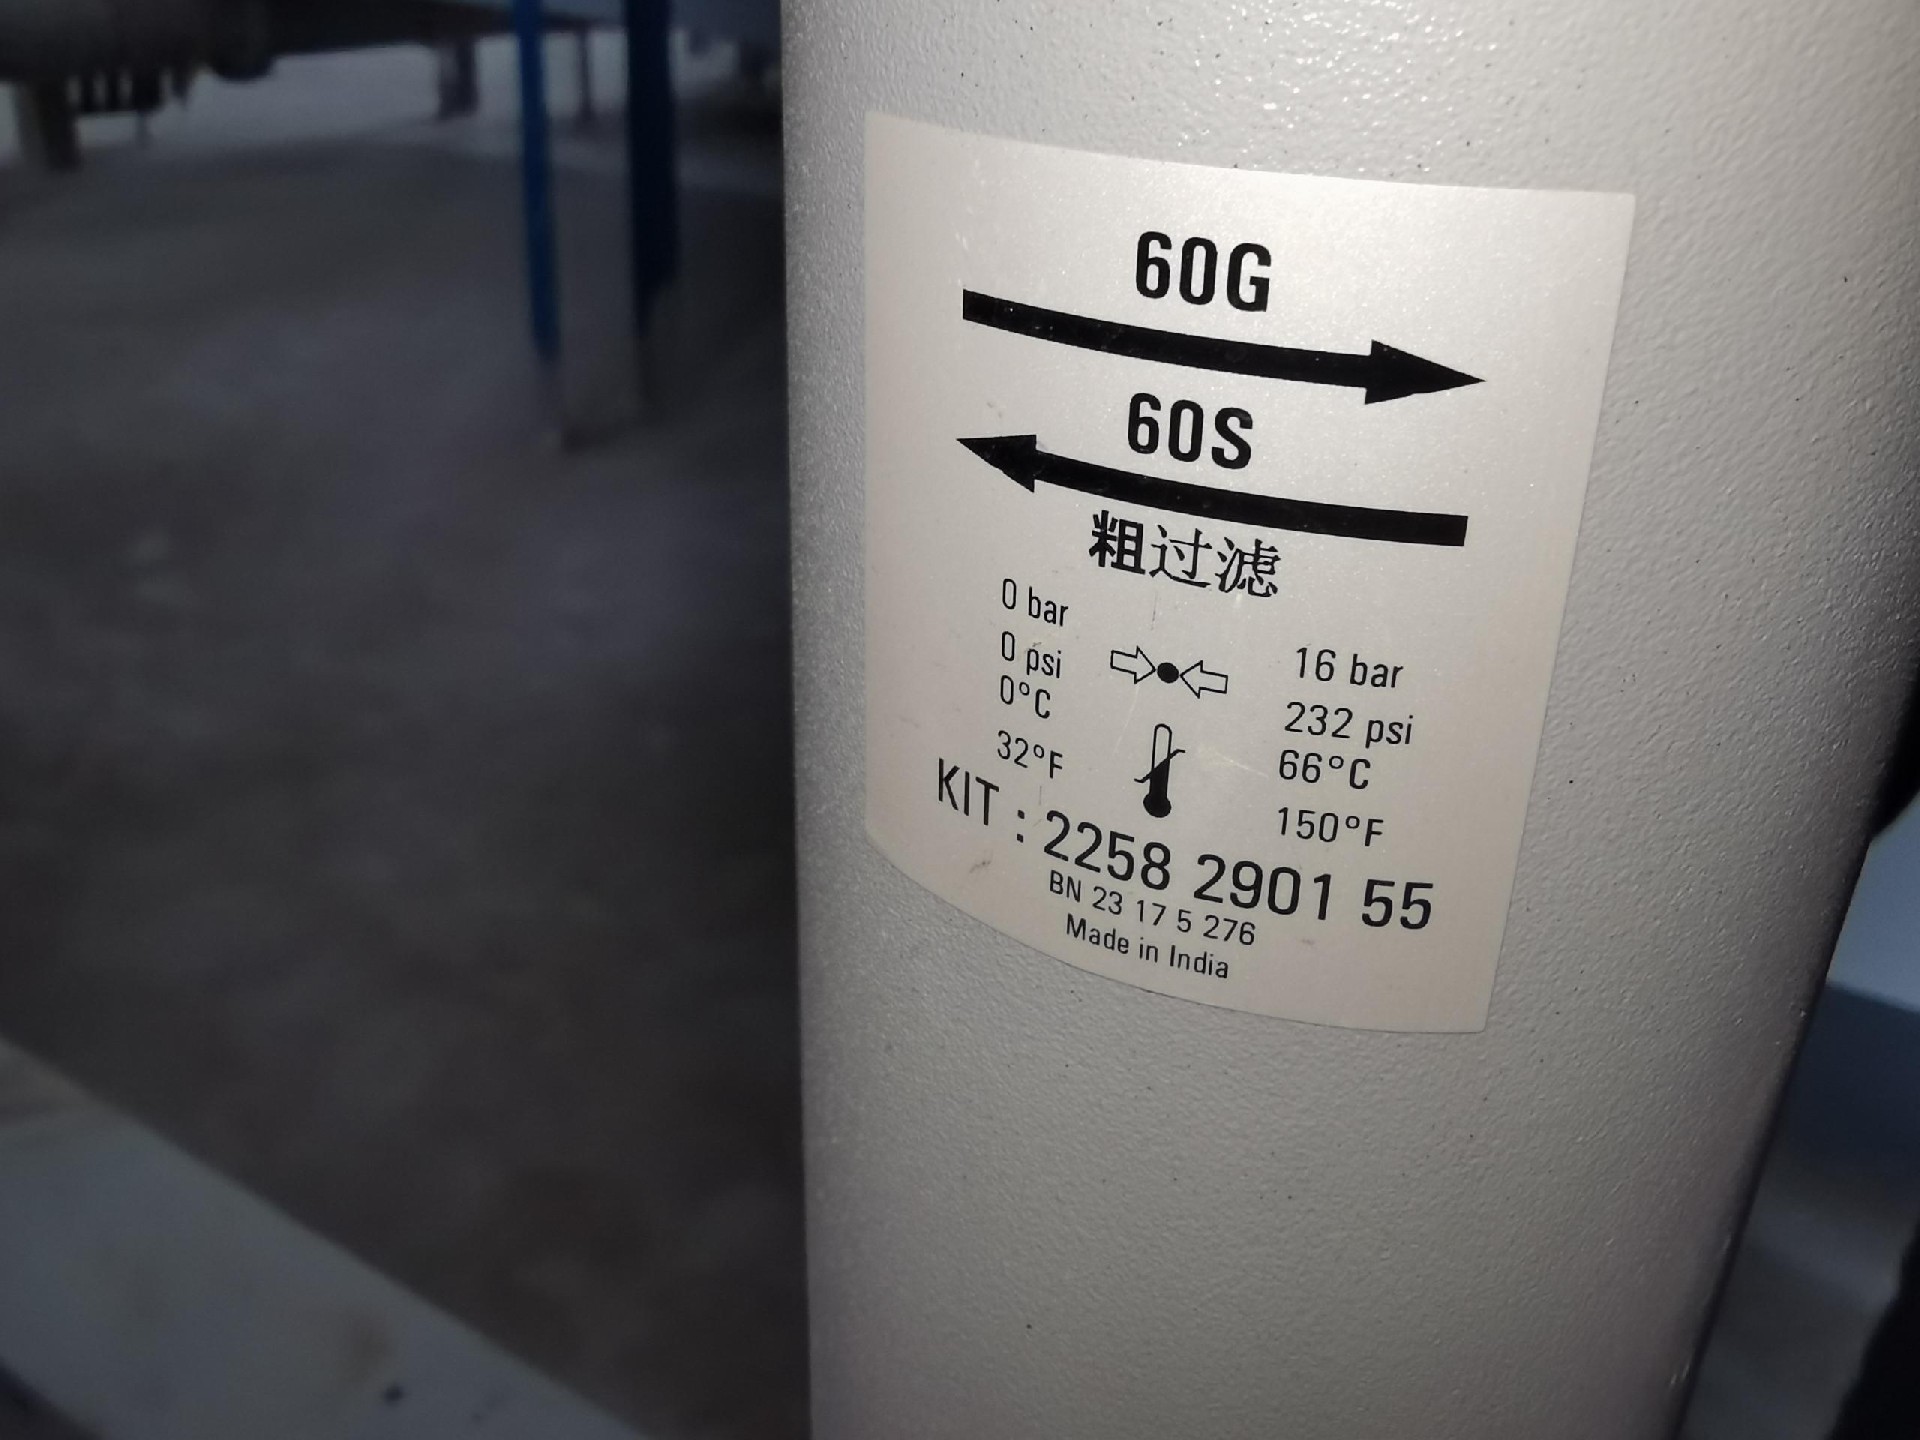 60G
60S
粗过滤
0 bar
0 psi
0°C
32°F
16 bar
232 psi
66°C
150°F
KIT : 2258 2901 55
BN 23 17 5 276
Made in India